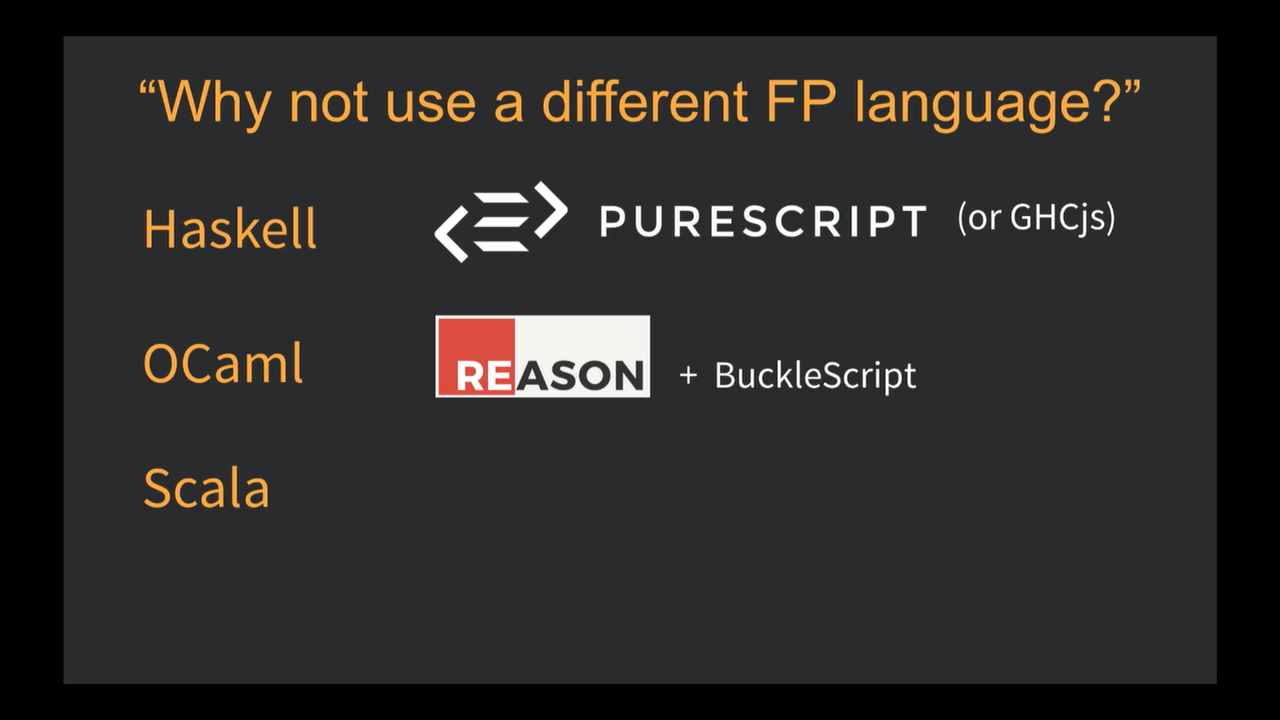 “Why not use a different FP language?”
Haskell PURESCRIPT (or GHCjs)
OCaml REASON + BuckleScript
Scala